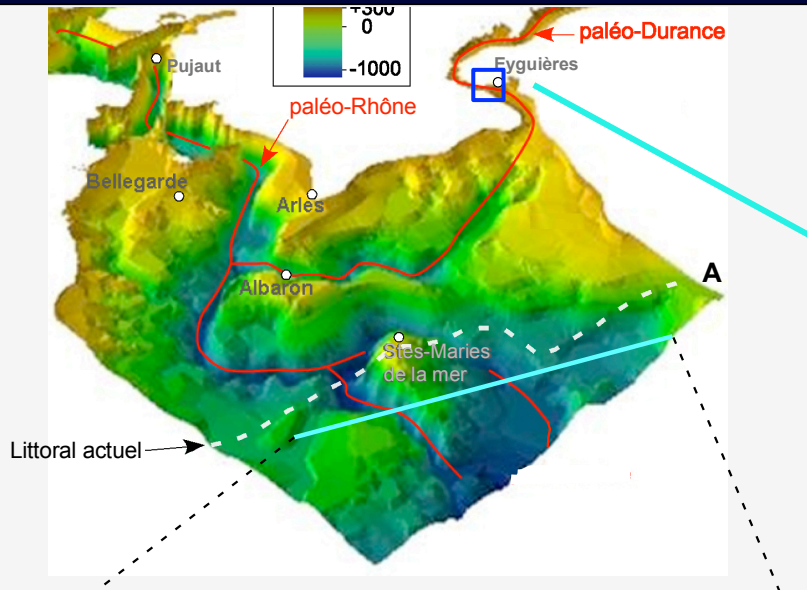 +300
0
-1000
paléo-Durance
Eyguières
Pujaut
paléo-Rhône
Bellegarde
Arles
A
Albaron
Stes-Maries
de la mer
Littoral actuel